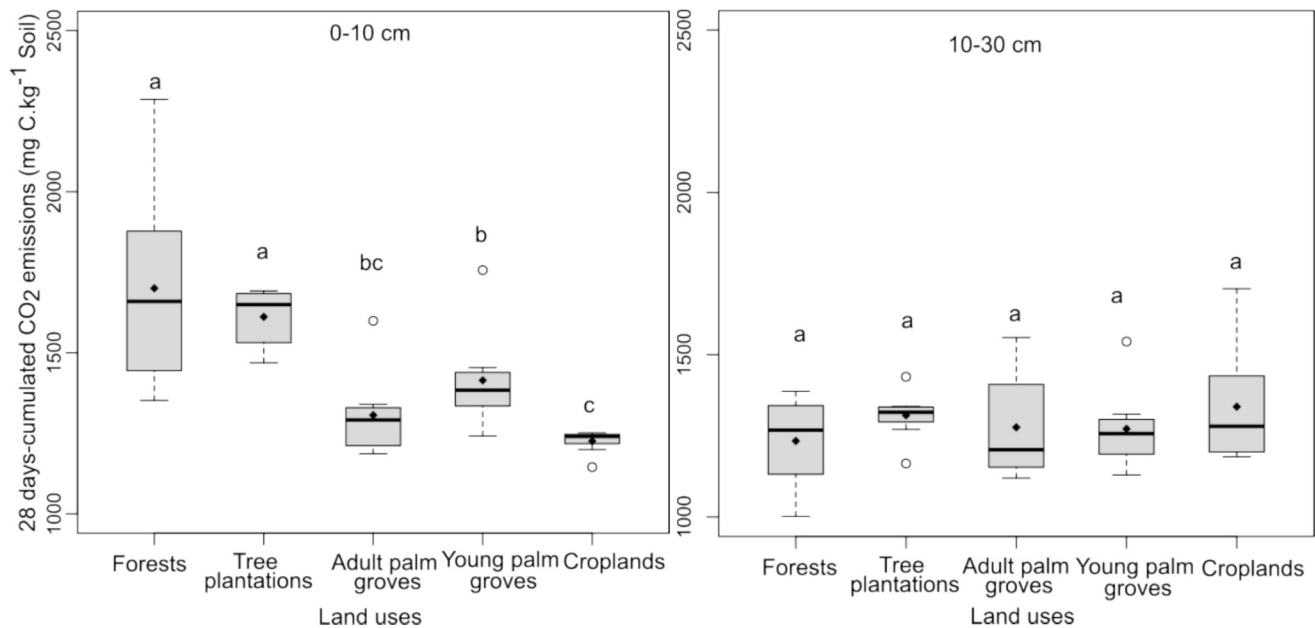 28 days-cumulated CO2 emissions (mg C.kg-1 Soil)
2500
2000
1500
1000
0-10 cm
a
a
bc
b
c
Forests
Tree
plantations
Adult palm
groves
Young palm
groves
Croplands
Land uses
2500
2000
1500
1000
10-30 cm
a
a
a
a
a
Forests
Tree
plantations
Adult palm
groves
Young palm
groves
Croplands
Land uses